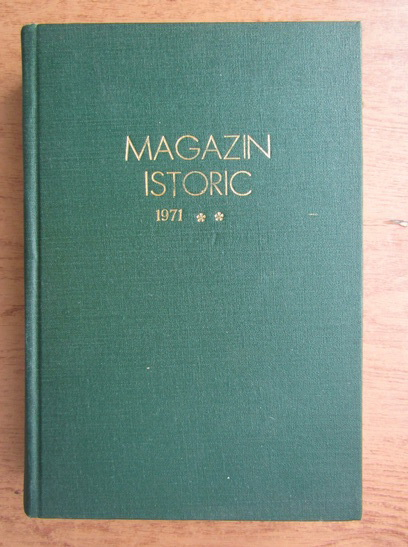 MAGAZIN
ISTORIC
1971 * *